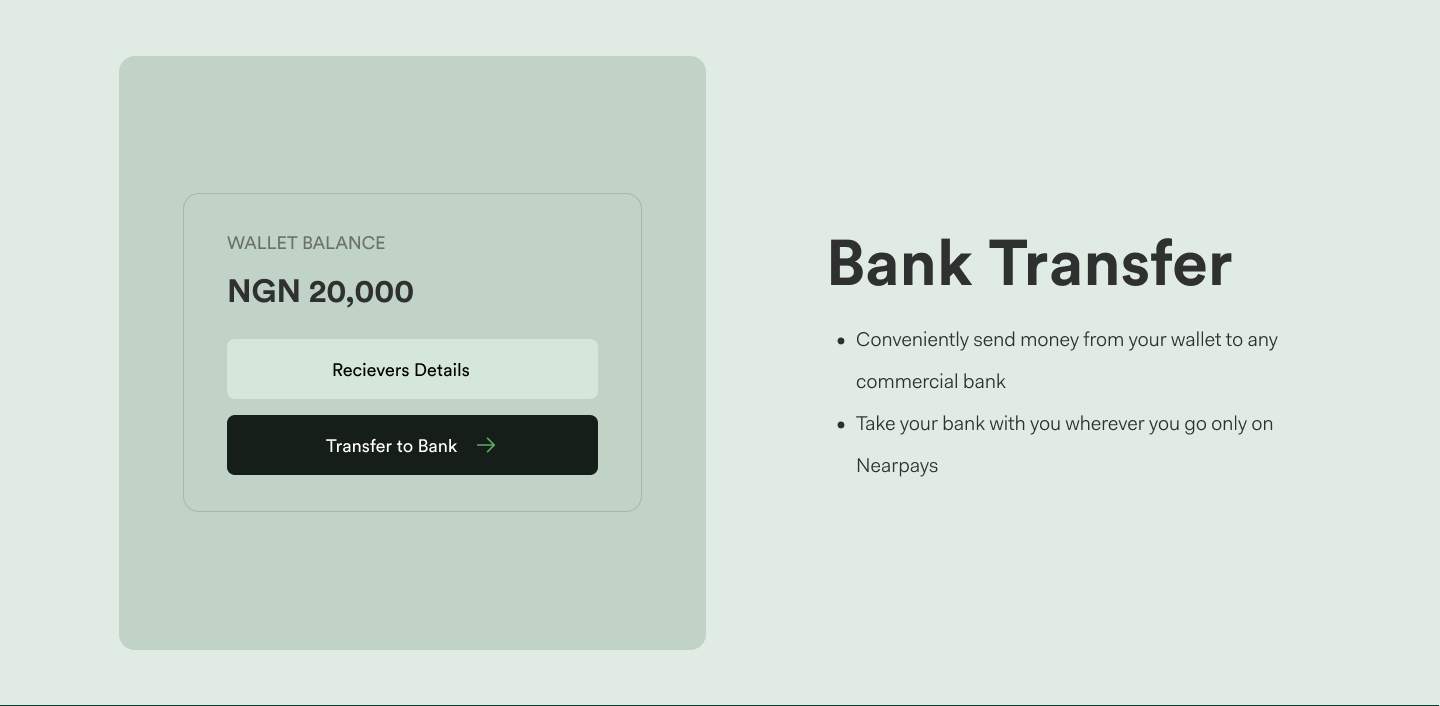 WALLET BALANCE
NGN 20,000
Recievers Details
Transfer to Bank
Bank Transfer
Conveniently send money from your wallet to any
commercial bank
Take your bank with you wherever you go only on
Nearpays